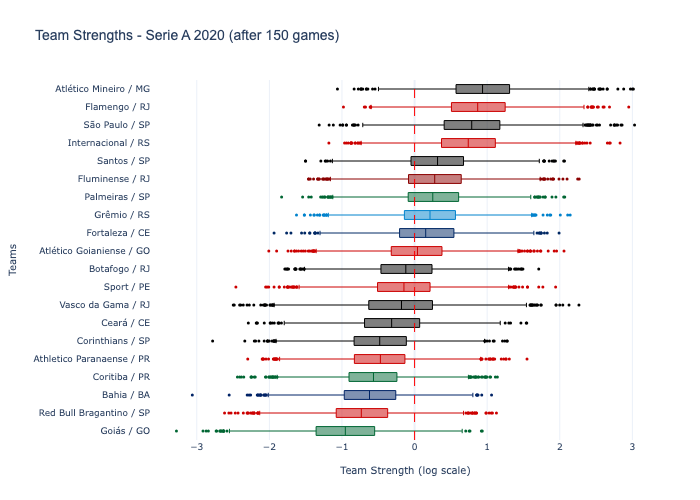 Team Strengths - Serie A 2020 (after 150 games)
Atlético Mineiro / MG
Flamengo / RJ
São Paulo / SP
Internacional / RS
Santos / SP
Fluminense / RJ
Palmeiras / SP
Grêmio / RS
Fortaleza / CE
Atlético Goianiense / GO
Botafogo / RJ
Sport / PE
Vasco da Gama / RJ
Ceará / CE
Corinthians / SP
Athletico Paranaense / PR
Coritiba / PR
Bahia / BA
Red Bull Bragantino / SP
Goiás / GO
Teams
−3 −2 −1 0 1 2 3
Team Strength (log scale)